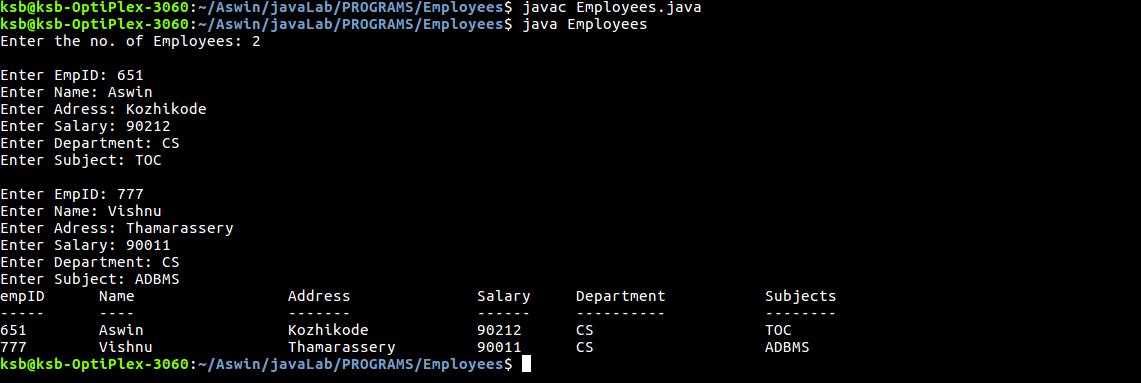 ksb@ksb-OptiPlex-3060:~/Aswin/javaLab/PROGRAMS/Employees$ javac Employees.java
ksb@ksb-OptiPlex-3060:~/Aswin/javaLab/PROGRAMS/Employees$ java Employees
Enter the no. of Employees: 2

Enter EmpID: 651
Enter Name: Aswin
Enter Adress: Kozhikode
Enter Salary: 90212
Enter Department: CS
Enter Subject: TOC

Enter EmpID: 777
Enter Name: Vishnu
Enter Adress: Thamarassery
Enter Salary: 90011
Enter Department: CS
Enter Subject: ADBMS
empID      Name                 Address              Salary     Department           Subjects
-----      ----                 -------              ------     ----------           --------
651        Aswin                Kozhikode            90212      CS                   TOC
777        Vishnu               Thamarassery         90011      CS                   ADBMS
ksb@ksb-OptiPlex-3060:~/Aswin/javaLab/PROGRAMS/Employees$